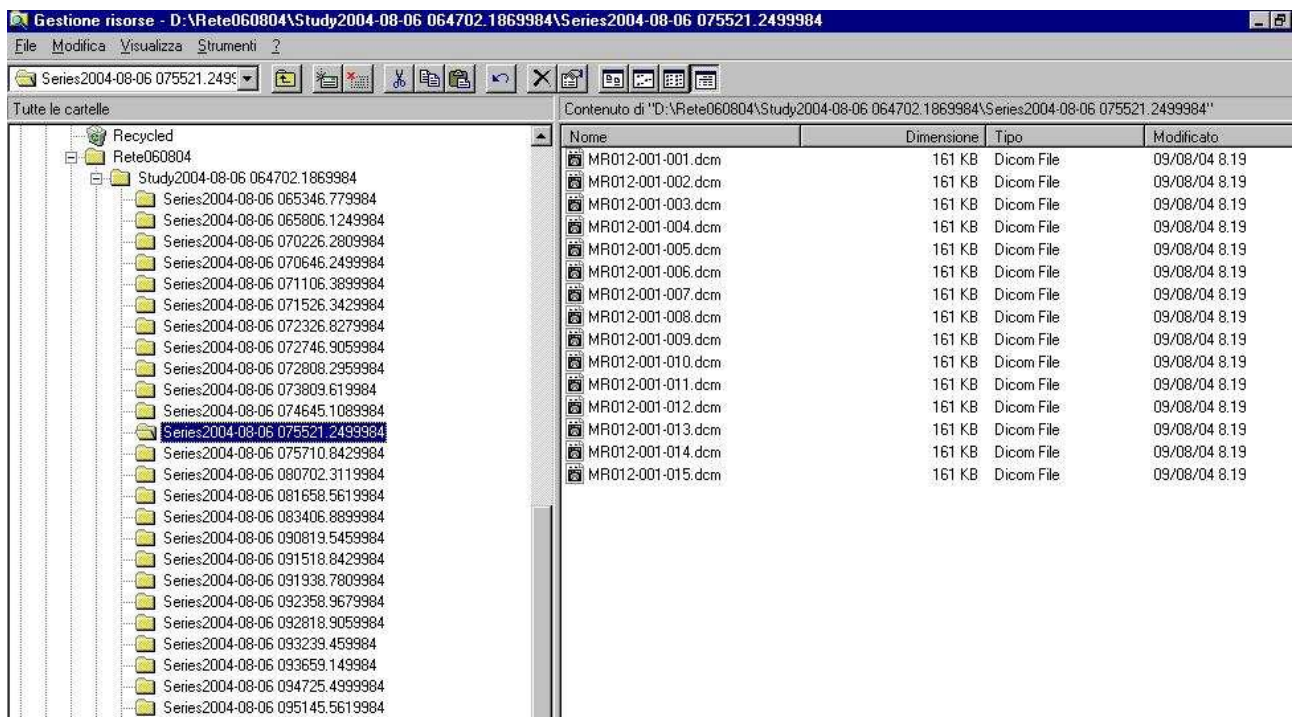 Gestione risorse - D:\Rete060804\Study2004-08-06 064702.1869984\Series2004-08-06 075521.2499984
File Modifica Visualizza Strumenti ?
Series2004-08-06 075521.2499
Tutte le cartelle
Contenuto di "D:\Rete060804\Study2004-08-06 064702.1869984\Series2004-08-06 075521.2499984"
Recycled
Rete060804
Study2004-08-06 064702.1869984
Series2004-08-06 065346.779984
Series2004-08-06 065806.1249984
Series2004-08-06 070226.2809984
Series2004-08-06 070646.2499984
Series2004-08-06 071106.3899984
Series2004-08-06 071526.3429984
Series2004-08-06 072326.8279984
Series2004-08-06 072746.9059984
Series2004-08-06 072808.2959984
Series2004-08-06 073809.619984
Series2004-08-06 074645.1089984
Series2004-08-06 075521.2499984
Series2004-08-06 075710.8429984
Series2004-08-06 080702.3119984
Series2004-08-06 081658.5619984
Series2004-08-06 083406.8899984
Series2004-08-06 090819.5459984
Series2004-08-06 091518.8429984
Series2004-08-06 091938.7809984
Series2004-08-06 092358.9679984
Series2004-08-06 092818.9059984
Series2004-08-06 093239.459984
Series2004-08-06 093659.149984
Series2004-08-06 094725.4999984
Series2004-08-06 095145.5619984
Nome Dimensione Tipo Modificato
MR012-001-001.dcm 161 KB Dicom File 09/08/04 8.19
MR012-001-002.dcm 161 KB Dicom File 09/08/04 8.19
MR012-001-003.dcm 161 KB Dicom File 09/08/04 8.19
MR012-001-004.dcm 161 KB Dicom File 09/08/04 8.19
MR012-001-005.dcm 161 KB Dicom File 09/08/04 8.19
MR012-001-006.dcm 161 KB Dicom File 09/08/04 8.19
MR012-001-007.dcm 161 KB Dicom File 09/08/04 8.19
MR012-001-008.dcm 161 KB Dicom File 09/08/04 8.19
MR012-001-009.dcm 161 KB Dicom File 09/08/04 8.19
MR012-001-010.dcm 161 KB Dicom File 09/08/04 8.19
MR012-001-011.dcm 161 KB Dicom File 09/08/04 8.19
MR012-001-012.dcm 161 KB Dicom File 09/08/04 8.19
MR012-001-013.dcm 161 KB Dicom File 09/08/04 8.19
MR012-001-014.dcm 161 KB Dicom File 09/08/04 8.19
MR012-001-015.dcm 161 KB Dicom File 09/08/04 8.19